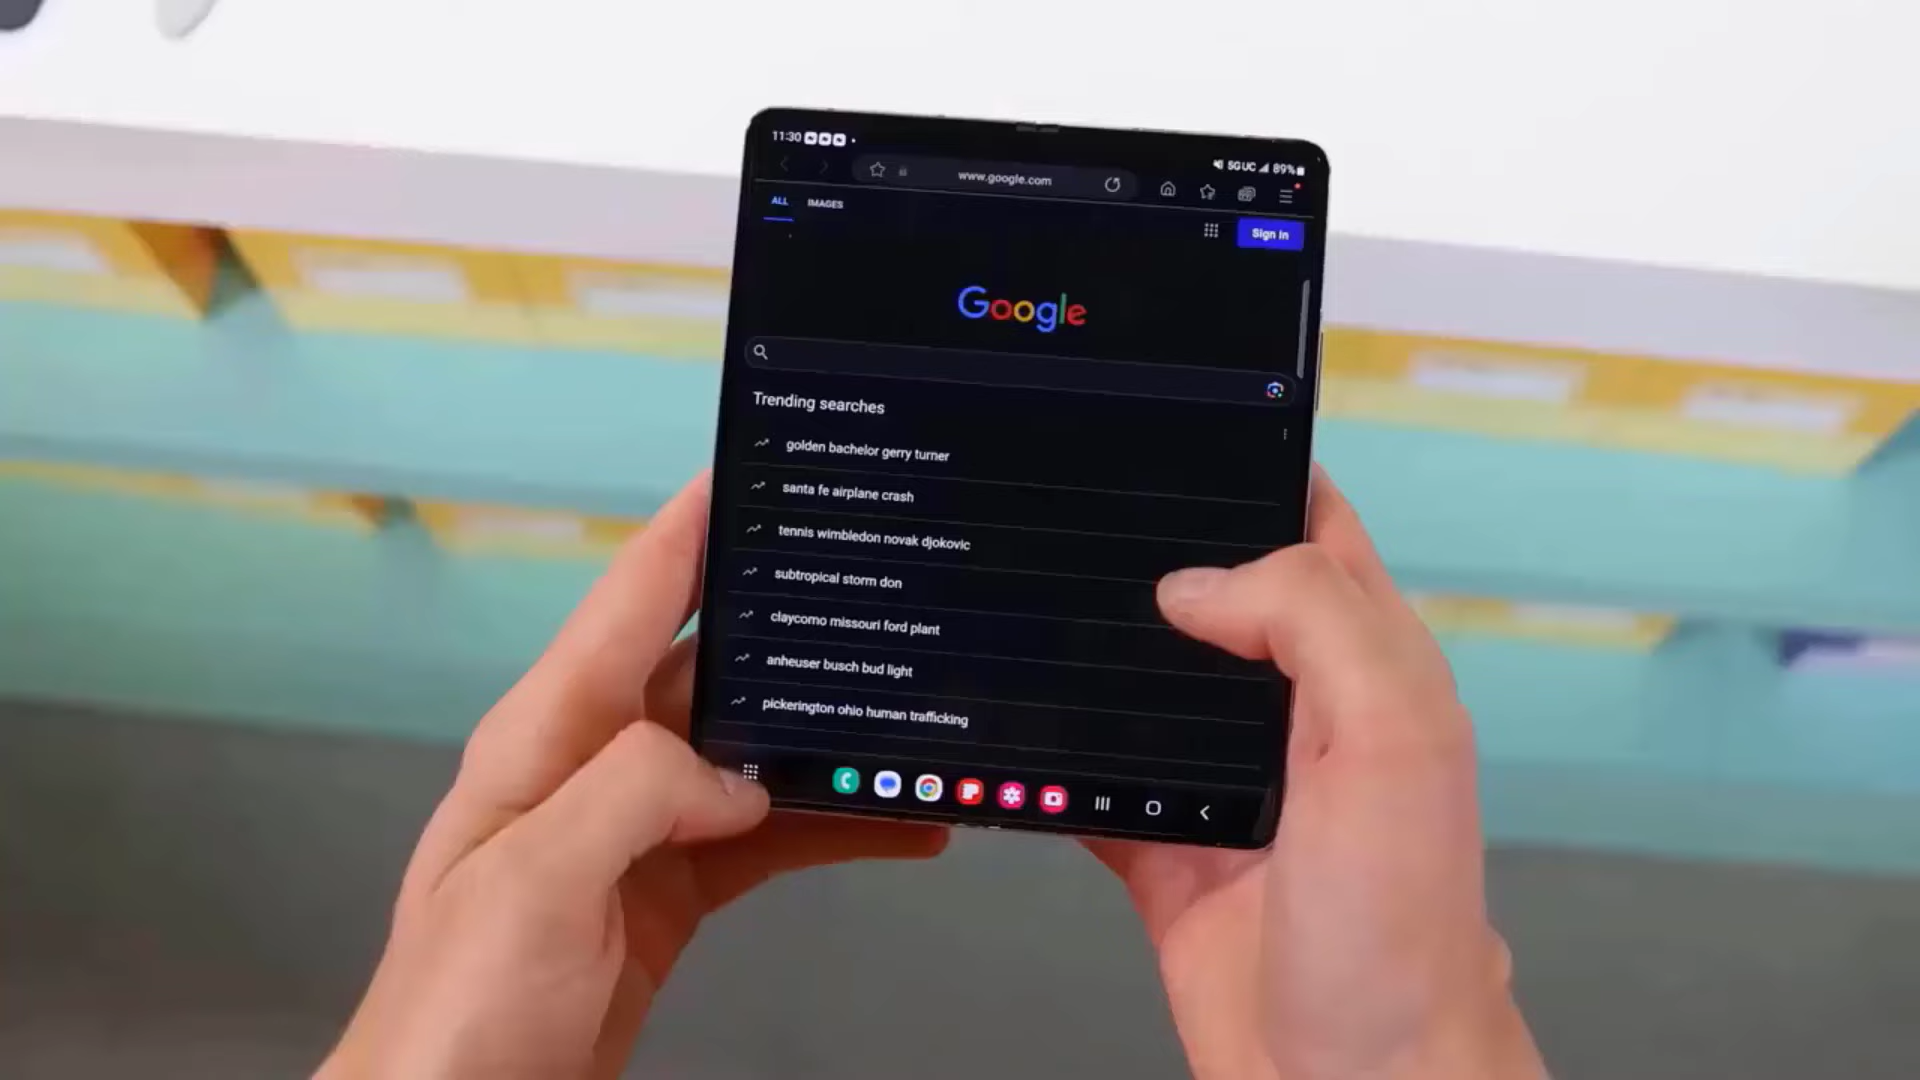 11:30
5G UC 89%
www.google.com
ALL IMAGES
Sign in
Google
Trending searches
golden bachelor gerry turner
santa fe airplane crash
tennis wimbledon novak djokovic
subtropical storm don
claycomo missouri ford plant
anheuser busch bud light
pickerington ohio human trafficking